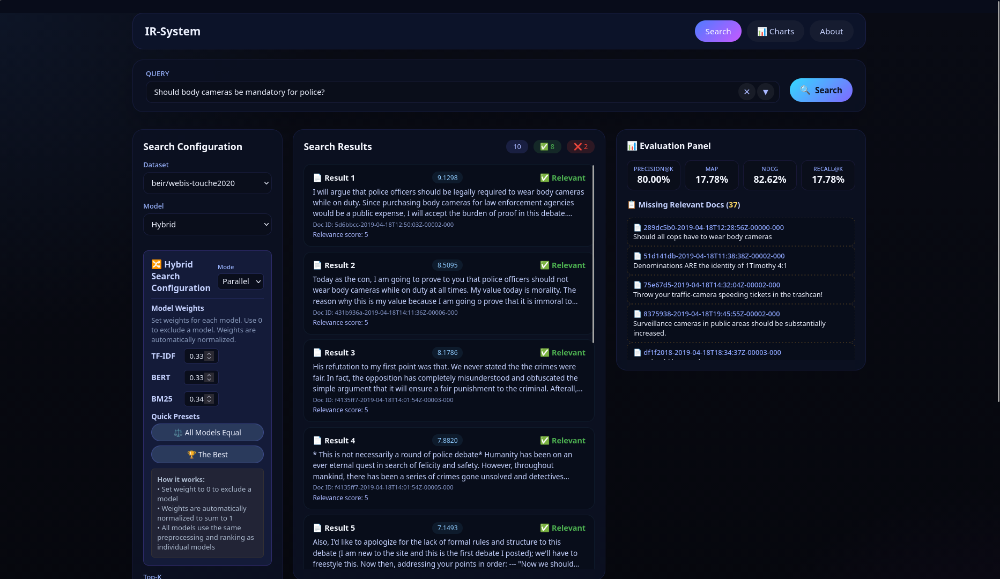 IR-System
Search
📊 Charts
About
QUERY
Should body cameras be mandatory for police?
✕
▼
🔍 Search
Search Configuration
Dataset
beir/webis-touche2020
Model
Hybrid
🔀 Hybrid
Search
Configuration
Mode
Parallel
Model Weights
Set weights for each model. Use 0
to exclude a model. Weights are
automatically normalized.
TF-IDF 0.33
BERT 0.33
BM25 0.34
Quick Presets
⚖️ All Models Equal
🏆 The Best
How it works:
• Set weight to 0 to exclude a
model
• Weights are automatically
normalized to sum to 1
• All models use the same
preprocessing and ranking as
individual models
Top-K
Search Results
10
✅ 8
❌ 2
📄 Result 1 9.1298 ✅ Relevant
I will argue that police officers should be legally required to wear body cameras
while on duty. Since purchasing body cameras for law enforcement agencies
would be a public expense, I will accept the burden of proof in this debate....
Doc ID: 5d6bbcc-2019-04-18T12:50:03Z-00002-000
Relevance score: 5
📄 Result 2 8.5095 ✅ Relevant
Today as the con, I am going to prove to you that police officers should not
wear body cameras while on duty at all times. My value today is morality. The
reason why this is my value because I am going o prove that it is immoral to...
Doc ID: 431b936a-2019-04-18T14:11:36Z-00006-000
Relevance score: 5
📄 Result 3 8.1786 ✅ Relevant
His refutation to my first point was that. We never stated the the crimes were
fair. In fact, the opposition has completely misunderstood and obfuscated the
simple argument that it will ensure a fair punishment to the criminal. Afterall,...
Doc ID: f4135ff7-2019-04-18T14:01:54Z-00003-000
Relevance score: 5
📄 Result 4 7.8820 ✅ Relevant
* This is not necessarily a round of police debate* Humanity has been on an
ever eternal quest in search of felicity and safety. However, throughout
mankind, there has been a series of crimes gone unsolved and detectives...
Doc ID: f4135ff7-2019-04-18T14:01:54Z-00005-000
Relevance score: 5
📄 Result 5 7.1493 ✅ Relevant
Also, I'd like to apologize for the lack of formal rules and structure to this
debate (I am new to the site and this is the first debate I posted); we'll have to
freestyle this. Now then, addressing your points in order: --- "Now we should...
📊 Evaluation Panel
PRECISION@K
80.00%
MAP
17.78%
NDCG
82.62%
RECALL@K
17.78%
📋 Missing Relevant Docs (37)
📄 289dc5b0-2019-04-18T12:28:56Z-00000-000
Should all cops have to wear body cameras
📄 51d141db-2019-04-18T11:38:38Z-00002-000
Denominations ARE the identity of 1Timothy 4:1
📄 75e67d5-2019-04-18T14:32:04Z-00002-000
Throw your traffic-camera speeding tickets in the trashcan!
📄 8375938-2019-04-18T19:45:55Z-00002-000
Surveillance cameras in public areas should be substantially
increased.
📄 df1f2018-2019-04-18T18:34:37Z-00003-000